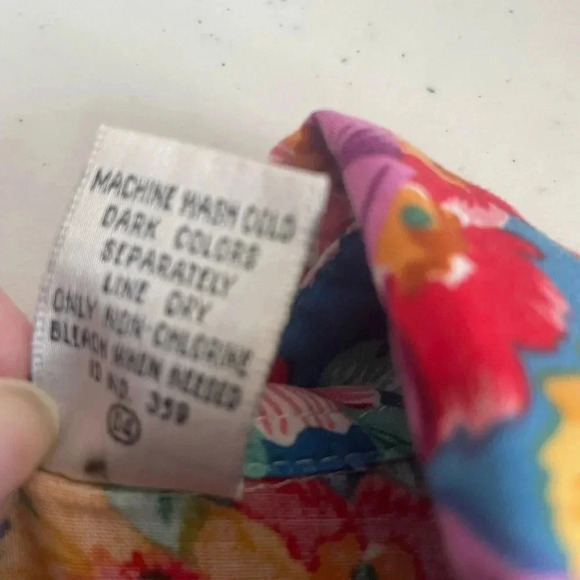 MACHINE WASH COLD
DARK COLORS
SEPARATELY
LINE DRY
ONLY NON-CHLORINE
BLEACH WHEN NEEDED
ID NO. 359